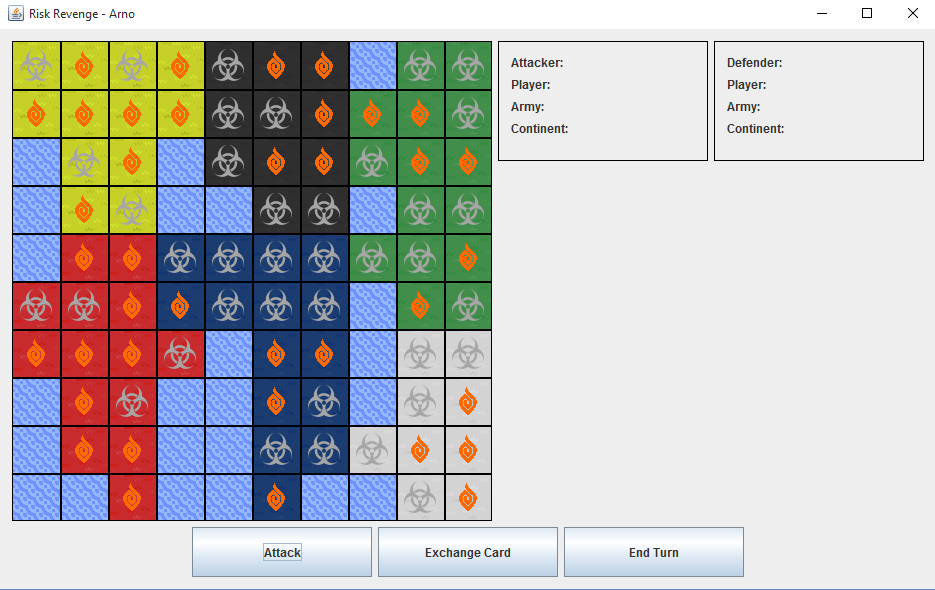 Risk Revenge - Arno
Attacker:
Player:
Army:
Continent:
Defender:
Player:
Army:
Continent:
Attack
Exchange Card
End Turn